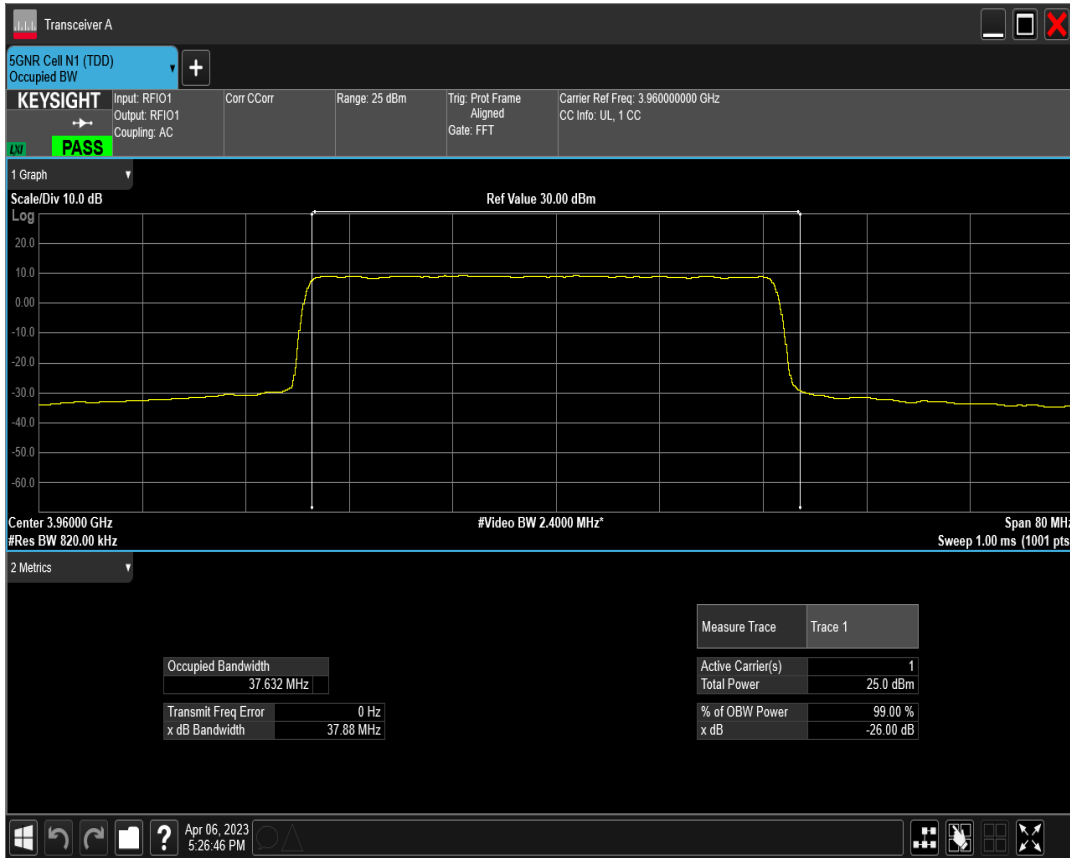 Transceiver A
5GNR Cell N1 (TDD)
Occupied BW
KEYSIGHT
LXI
PASS
Input: RFIO1
Output: RFIO1
Coupling: AC
Corr CCorr
Range: 25 dBm
Trig: Prot Frame
Aligned
Gate: FFT
Carrier Ref Freq: 3.960000000 GHz
CC Info: UL, 1 CC
1 Graph
Scale/Div 10.0 dB
Ref Value 30.00 dBm
Log
20.0
10.0
0.00
-10.0
-20.0
-30.0
-40.0
-50.0
-60.0
Center 3.96000 GHz
#Video BW 2.4000 MHz*
Span 80 MHz
#Res BW 820.00 kHz
Sweep 1.00 ms (1001 pts
2 Metrics
Measure Trace Trace 1
Occupied Bandwidth
37.632 MHz
Active Carrier(s) 1
Total Power 25.0 dBm
Transmit Freq Error 0 Hz
x dB Bandwidth 37.88 MHz
% of OBW Power 99.00 %
x dB -26.00 dB
?
Apr 06, 2023
5:26:46 PM